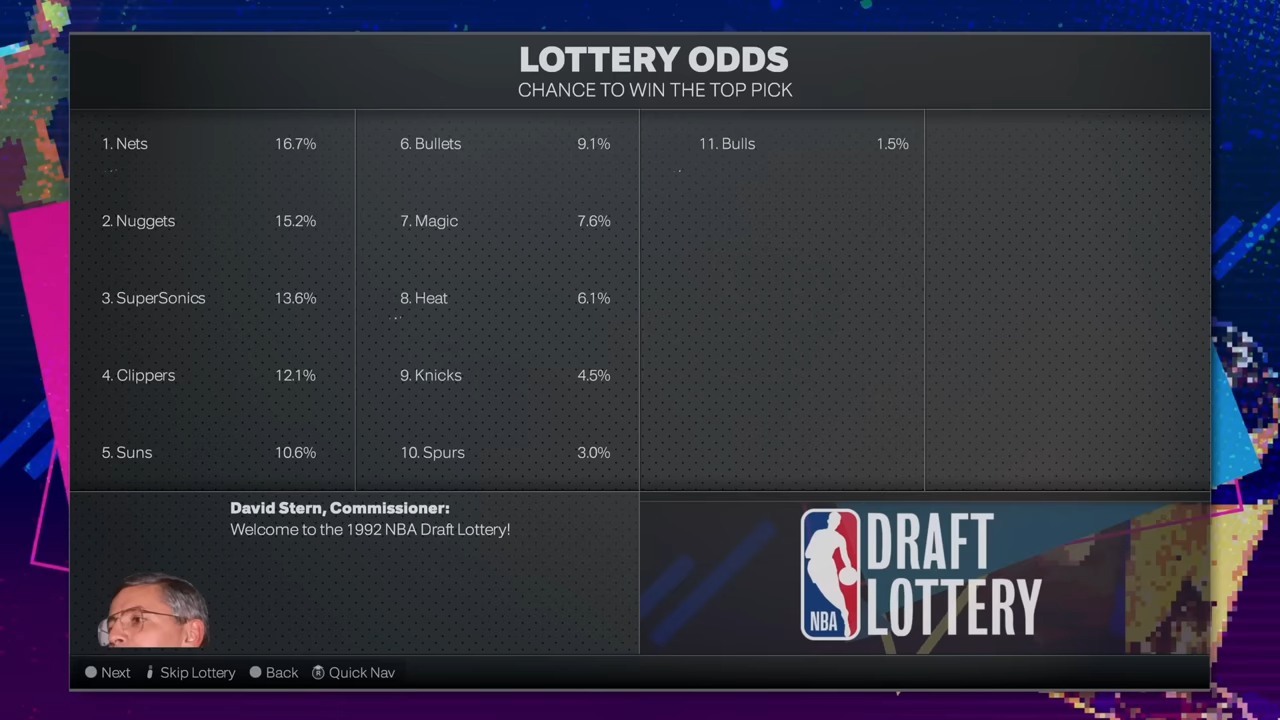 LOTTERY ODDS
CHANCE TO WIN THE TOP PICK
1. Nets 16.7%
2. Nuggets 15.2%
3. SuperSonics 13.6%
4. Clippers 12.1%
5. Suns 10.6%
6. Bullets 9.1%
7. Magic 7.6%
8. Heat 6.1%
9. Knicks 4.5%
10. Spurs 3.0%
11. Bulls 1.5%
David Stern, Commissioner:
Welcome to the 1992 NBA Draft Lottery!
NBA
DRAFT
LOTTERY
Next Skip Lottery Back R Quick Nav